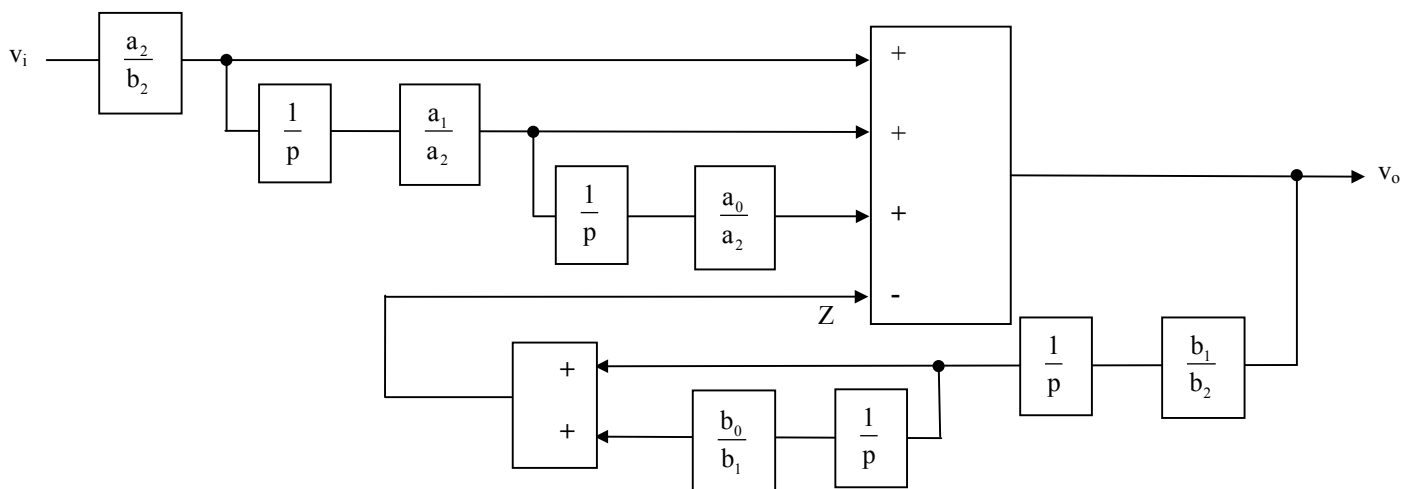 vᵢ
a₂
b₂
1
p
a₁
a₂
1
p
a₀
a₂
+
+
+
-
Z
vₒ
+
+
b₀
b₁
1
p
1
p
b₁
b₂